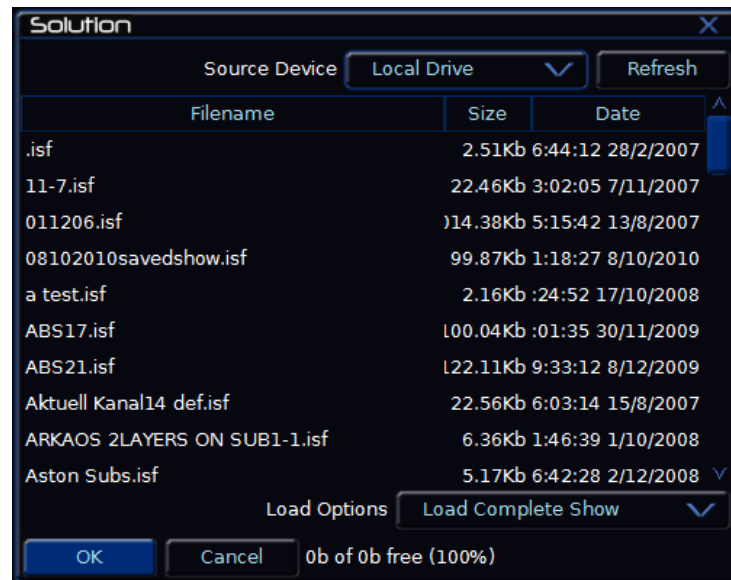 Solution X
Source Device Local Drive Refresh
Filename Size Date
.isf 2.51Kb 6:44:12 28/2/2007
11-7.isf 22.46Kb 3:02:05 7/11/2007
011206.isf 014.38Kb 5:15:42 13/8/2007
08102010savedshow.isf 99.87Kb 1:18:27 8/10/2010
a test.isf 2.16Kb :24:52 17/10/2008
ABS17.isf 100.04Kb :01:35 30/11/2009
ABS21.isf 122.11Kb 9:33:12 8/12/2009
Aktuell Kanal14 def.isf 22.56Kb 6:03:14 15/8/2007
ARKAOS 2LAYERS ON SUB1-1.isf 6.36Kb 1:46:39 1/10/2008
Aston Subs.isf 5.17Kb 6:42:28 2/12/2008
Load Options Load Complete Show
OK Cancel 0b of 0b free (100%)